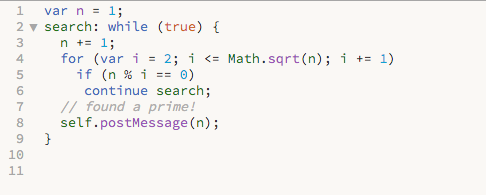 1 var n = 1;
2 search: while (true) {
3   n += 1;
4   for (var i = 2; i <= Math.sqrt(n); i += 1)
5     if (n % i == 0)
6      continue search;
7   // found a prime!
8   self.postMessage(n);
9 }
10
11